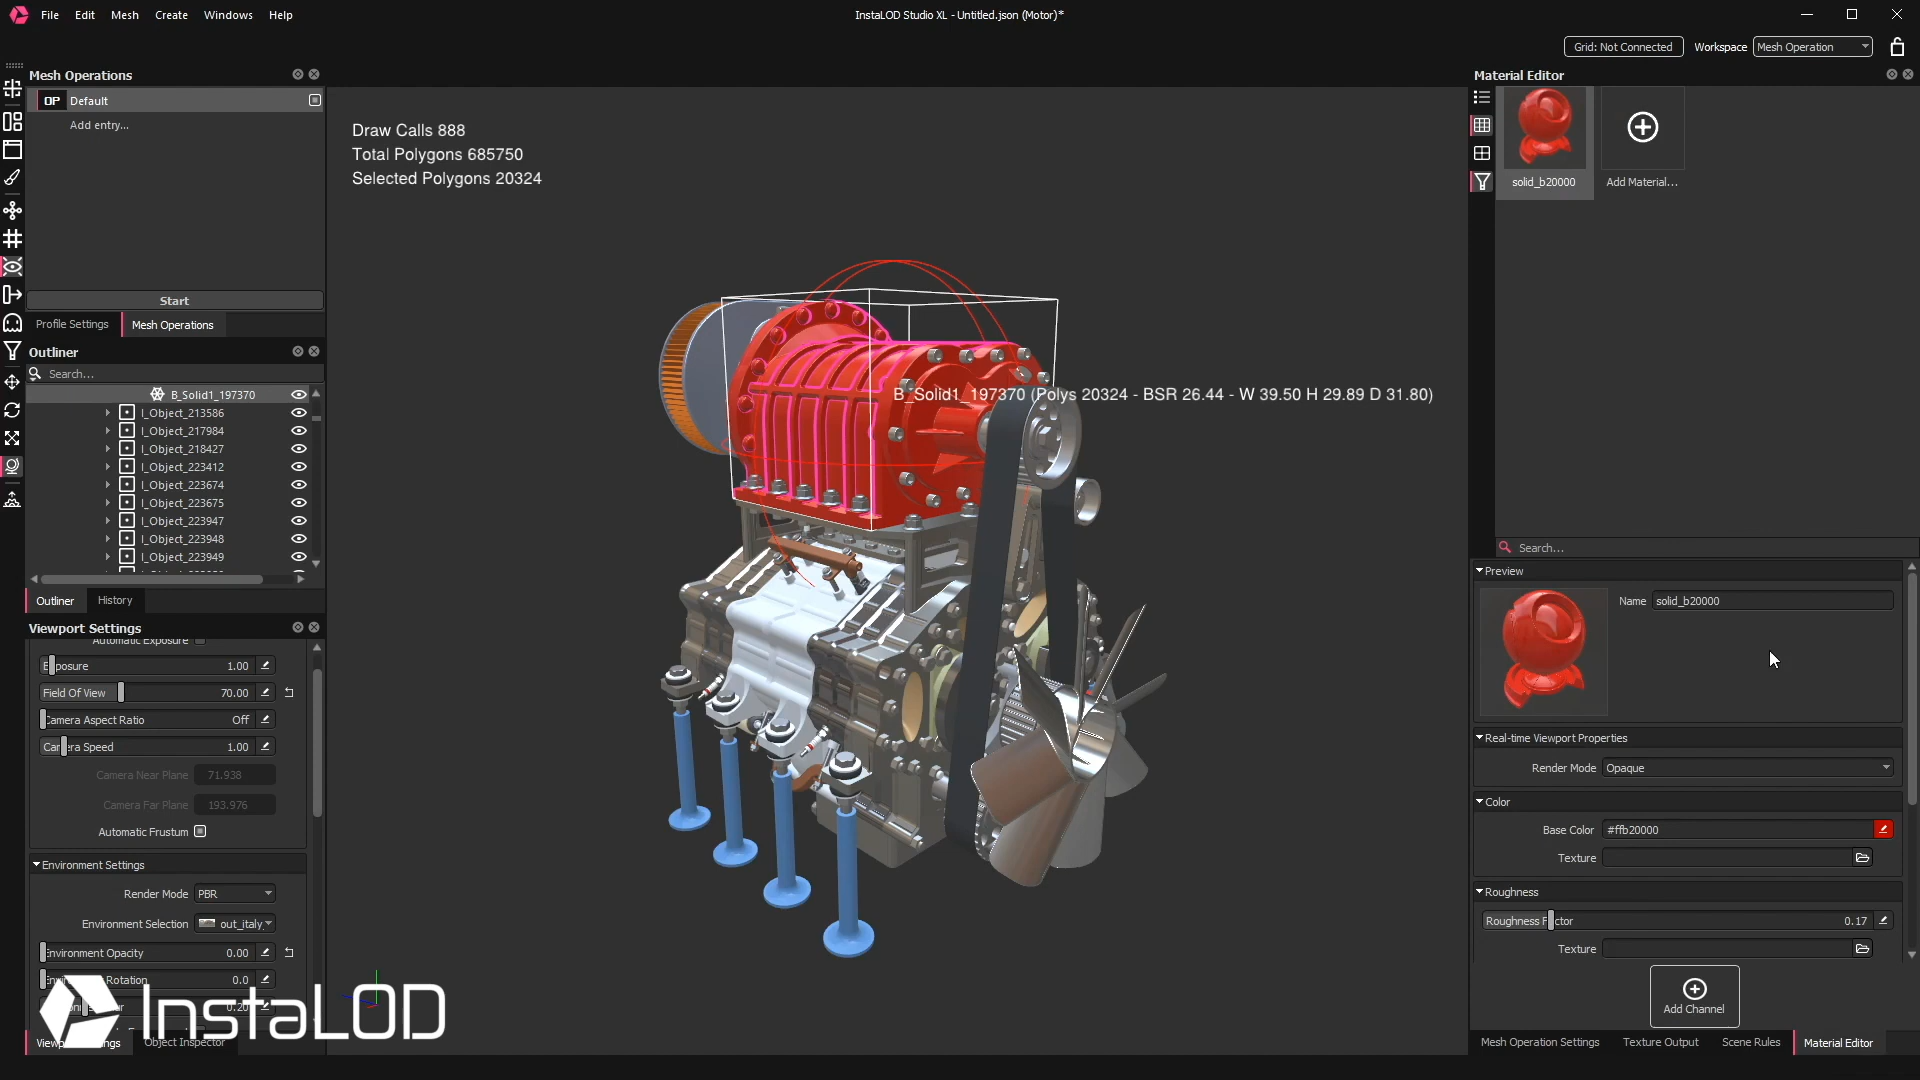 File Edit Mesh Create Windows Help
InstaLOD Studio XL - Untitled.json (Motor)*
Grid: Not Connected
Workspace
Mesh Operation
Mesh Operations
OP Default
Add entry...
Start
Profile Settings
Mesh Operations
Outliner
Search...
B_Solid1_197370
I_Object_213586
I_Object_217984
I_Object_218427
I_Object_223412
I_Object_223674
I_Object_223675
I_Object_223947
I_Object_223948
I_Object_223949
Outliner
History
Viewport Settings
Automatic Exposure
Exposure 1.00
Field Of View 70.00
Camera Aspect Ratio Off
Camera Speed 1.00
Camera Near Plane 71.938
Camera Far Plane 193.976
Automatic Frustum
Environment Settings
Render Mode PBR
Environment Selection out_italy
Environment Opacity 0.00
Rotation 0.0
0.20
InstaLOD
Object Inspector
Draw Calls 888
Total Polygons 685750
Selected Polygons 20324
B_Solid1_197370 (Polys 20324 - BSR 26.44 - W 39.50 H 29.89 D 31.80)
Material Editor
solid_b20000
Add Material...
Search...
Preview
Name solid_b20000
Real-time Viewport Properties
Render Mode Opaque
Color
Base Color #ffb20000
Texture
Roughness
Roughness Factor 0.17
Texture
Add Channel
Mesh Operation Settings
Texture Output
Scene Rules
Material Editor